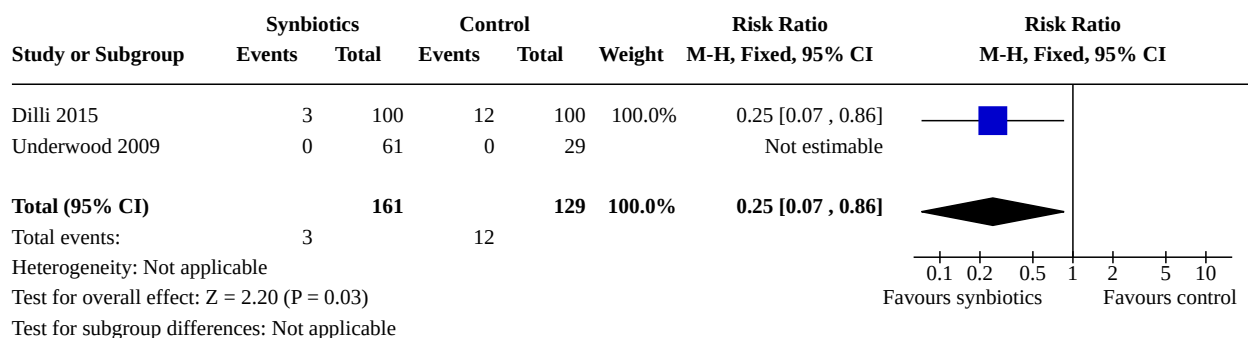 Synbiotics Control Risk Ratio Risk Ratio
Study or Subgroup Events Total Events Total Weight M-H, Fixed, 95% CI M-H, Fixed, 95% CI
Dilli 2015 3 100 12 100 100.0% 0.25 [0.07 , 0.86]
Underwood 2009 0 61 0 29 Not estimable
Total (95% CI) 161 129 100.0% 0.25 [0.07 , 0.86]
Total events: 3 12
Heterogeneity: Not applicable
0.1 0.2 0.5 1 2 5 10
Test for overall effect: Z = 2.20 (P = 0.03) Favours synbiotics Favours control
Test for subgroup differences: Not applicable